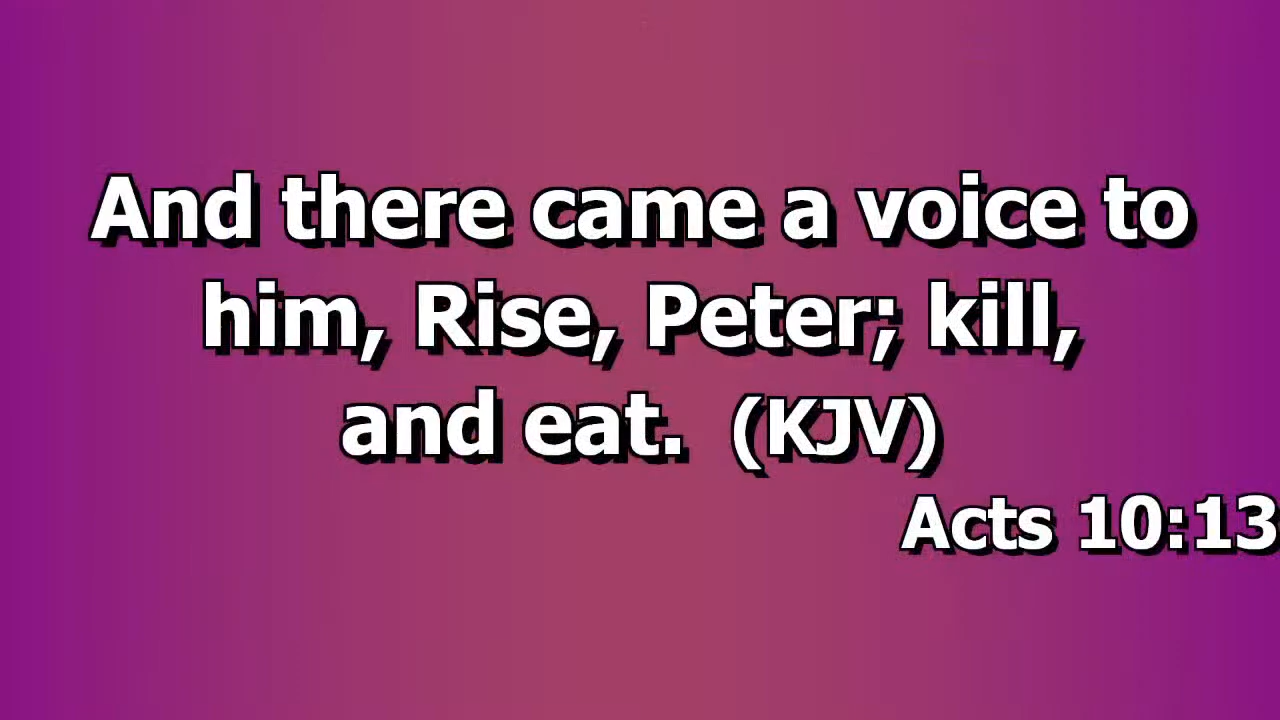 And there came a voice to
him, Rise, Peter; kill,
and eat. (KJV)
Acts 10:13